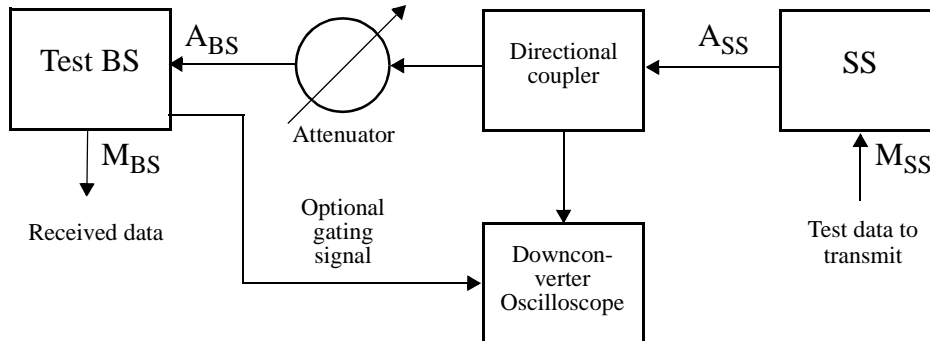 Test BS
A_BS
Attenuator
Directional
coupler
A_SS
SS
M_BS
M_SS
Received data
Optional
gating
signal
Downcon-
verter
Oscilloscope
Test data to
transmit